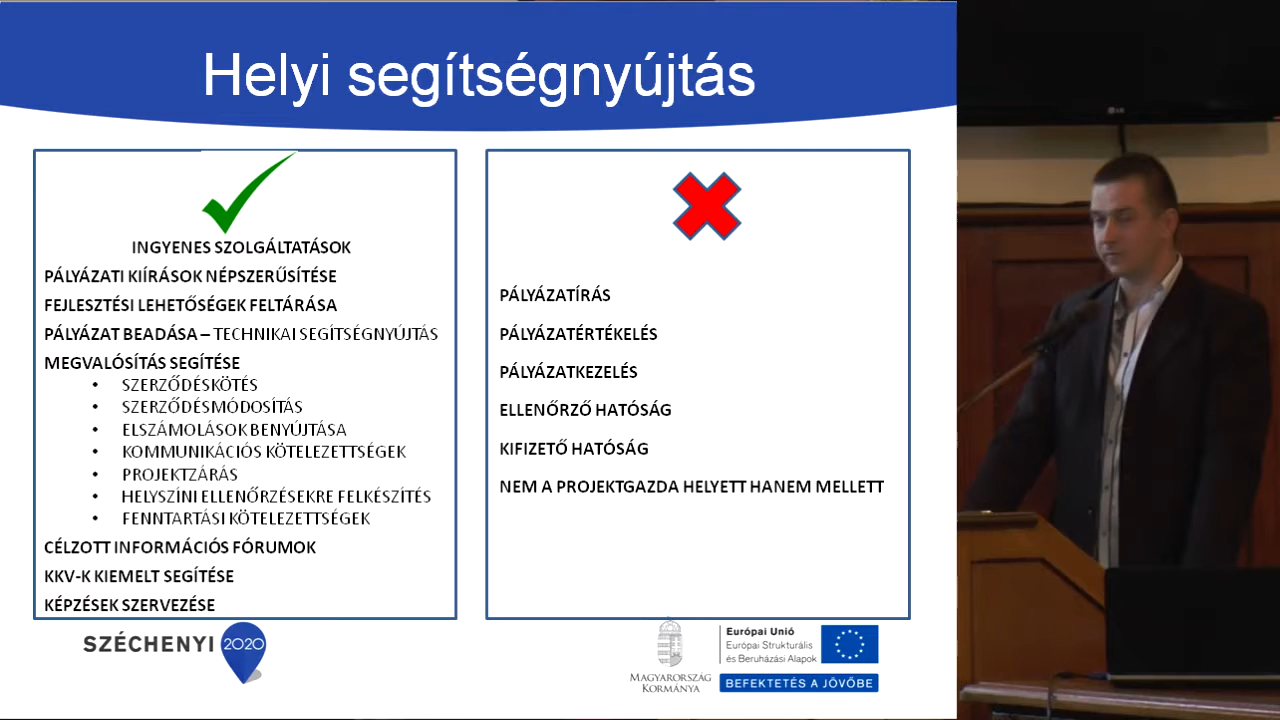 Helyi segítségnyújtás
INGYENES SZOLGÁLTATÁSOK
PÁLYÁZATI KIÍRÁSOK NÉPSZERŰSÍTÉSE
FEJLESZTÉSI LEHETŐSÉGEK FELTÁRÁSA
PÁLYÁZAT BEADÁSA – TECHNIKAI SEGÍTSÉGNYÚJTÁS
MEGVALÓSÍTÁS SEGÍTÉSE
• SZERZŐDÉSKÖTÉS
• SZERZŐDÉSMÓDOSÍTÁS
• ELSZÁMOLÁSOK BENYÚJTÁSA
• KOMMUNIKÁCIÓS KÖTELEZETTSÉGEK
• PROJEKTZÁRÁS
• HELYSZÍNI ELLENŐRZÉSEKRE FELKÉSZÍTÉS
• FENNTARTÁSI KÖTELEZETTSÉGEK
CÉLZOTT INFORMÁCIÓS FÓRUMOK
KKV-K KIEMELT SEGÍTÉSE
KÉPZÉSEK SZERVEZÉSE
PÁLYÁZATÍRÁS
PÁLYÁZATÉRTÉKELÉS
PÁLYÁZATKEZELÉS
ELLENŐRZŐ HATÓSÁG
KIFIZETŐ HATÓSÁG
NEM A PROJEKTGAZDA HELYETT HANEM MELLETT
SZÉCHENYI 2020
MAGYARORSZÁG
KORMÁNYA
Európai Unió
Európai Strukturális
és Beruházási Alapok
BEFEKTETÉS A JÖVŐBE
LG